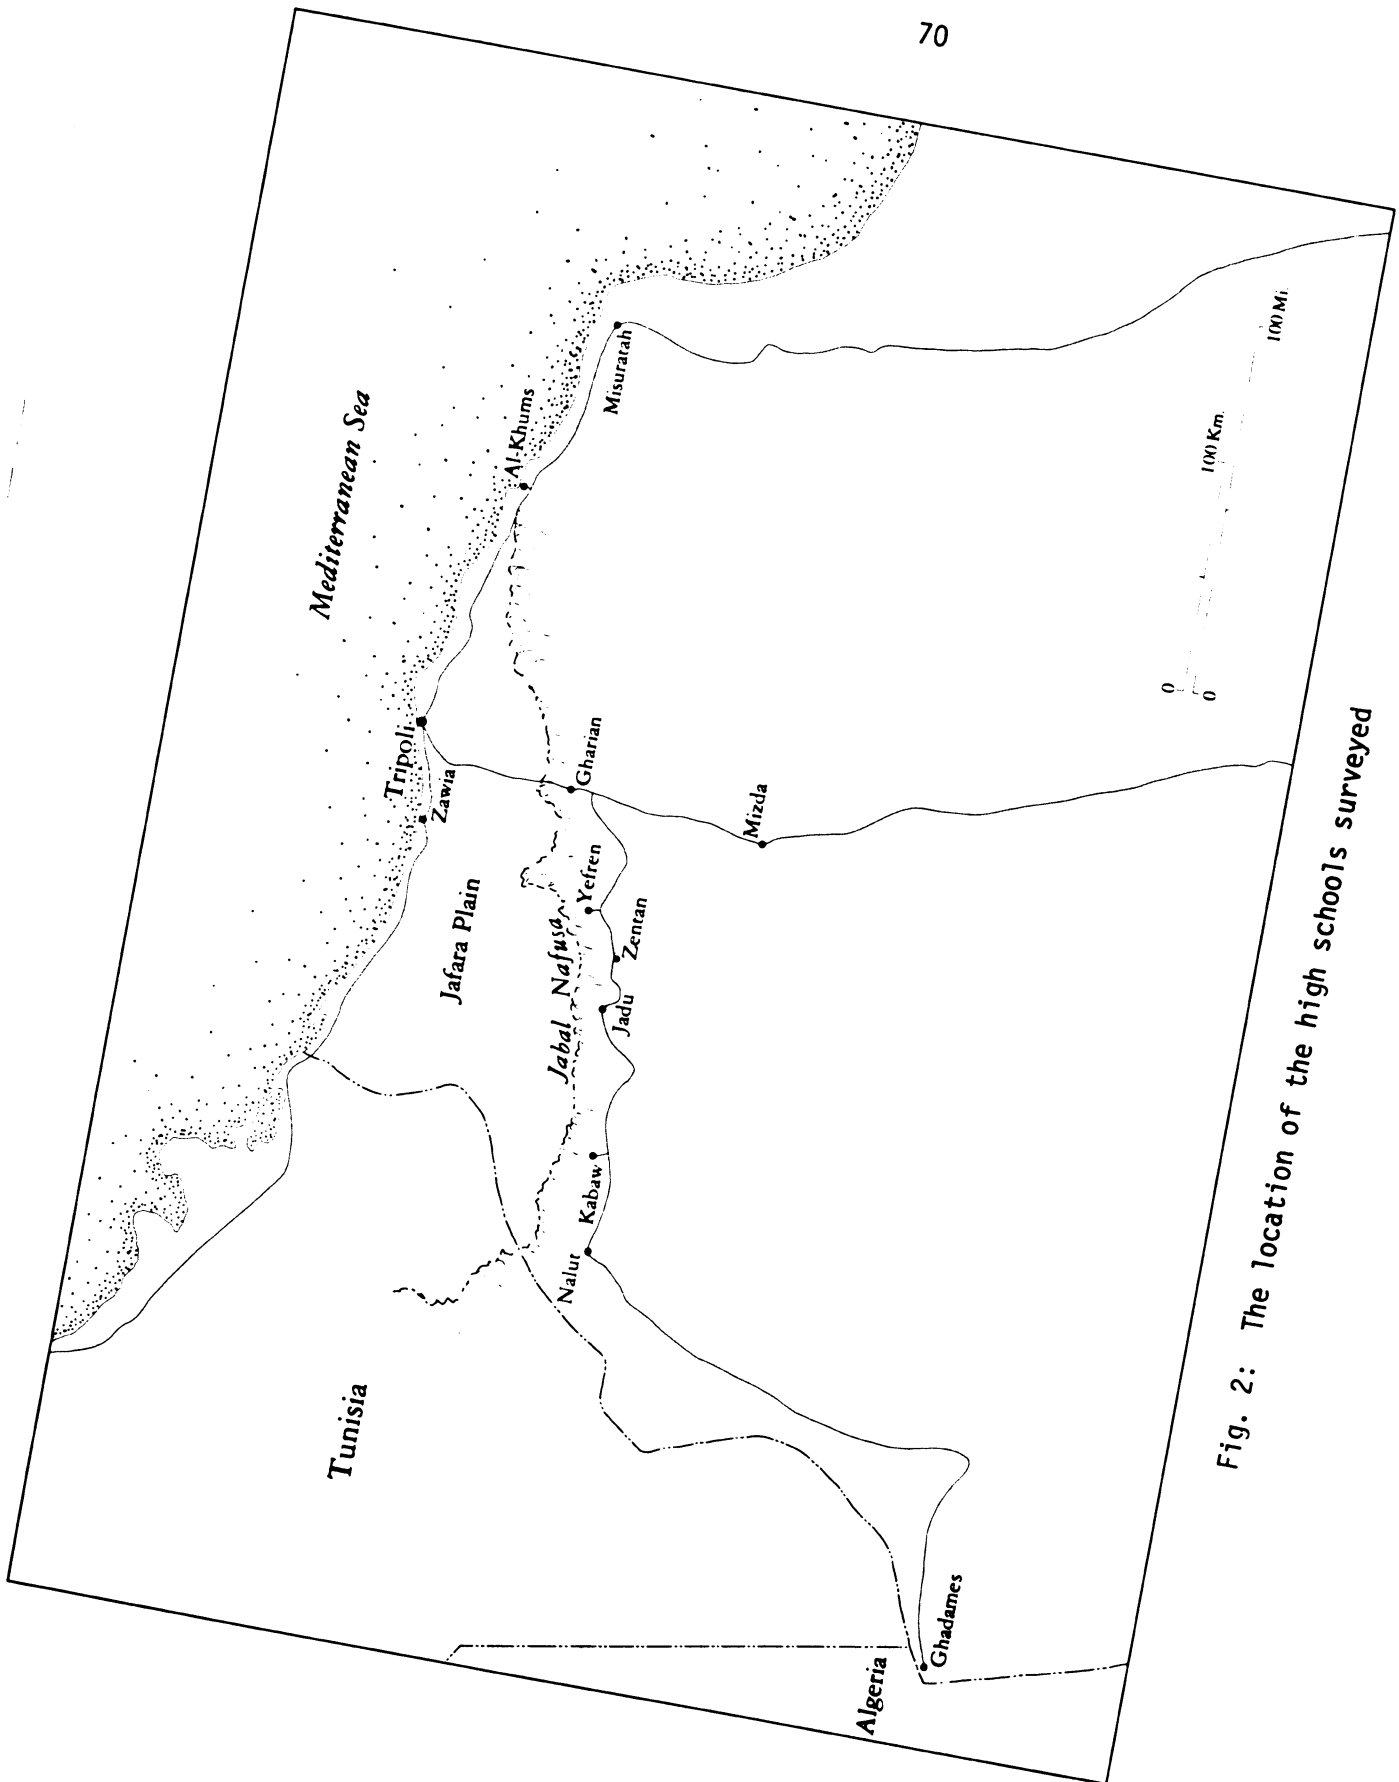 70
Mediterranean Sea
Misuratah
Al-Khums
Tripoli
Zawia
Gharian
Mizda
Jafara Plain
Yefren
Zentan
Jabal Nafusa
Jadu
Kabaw
Nalut
Tunisia
Ghadames
Algeria
0 100 Km.
0 100 Mi.
Fig. 2: The location of the high schools surveyed